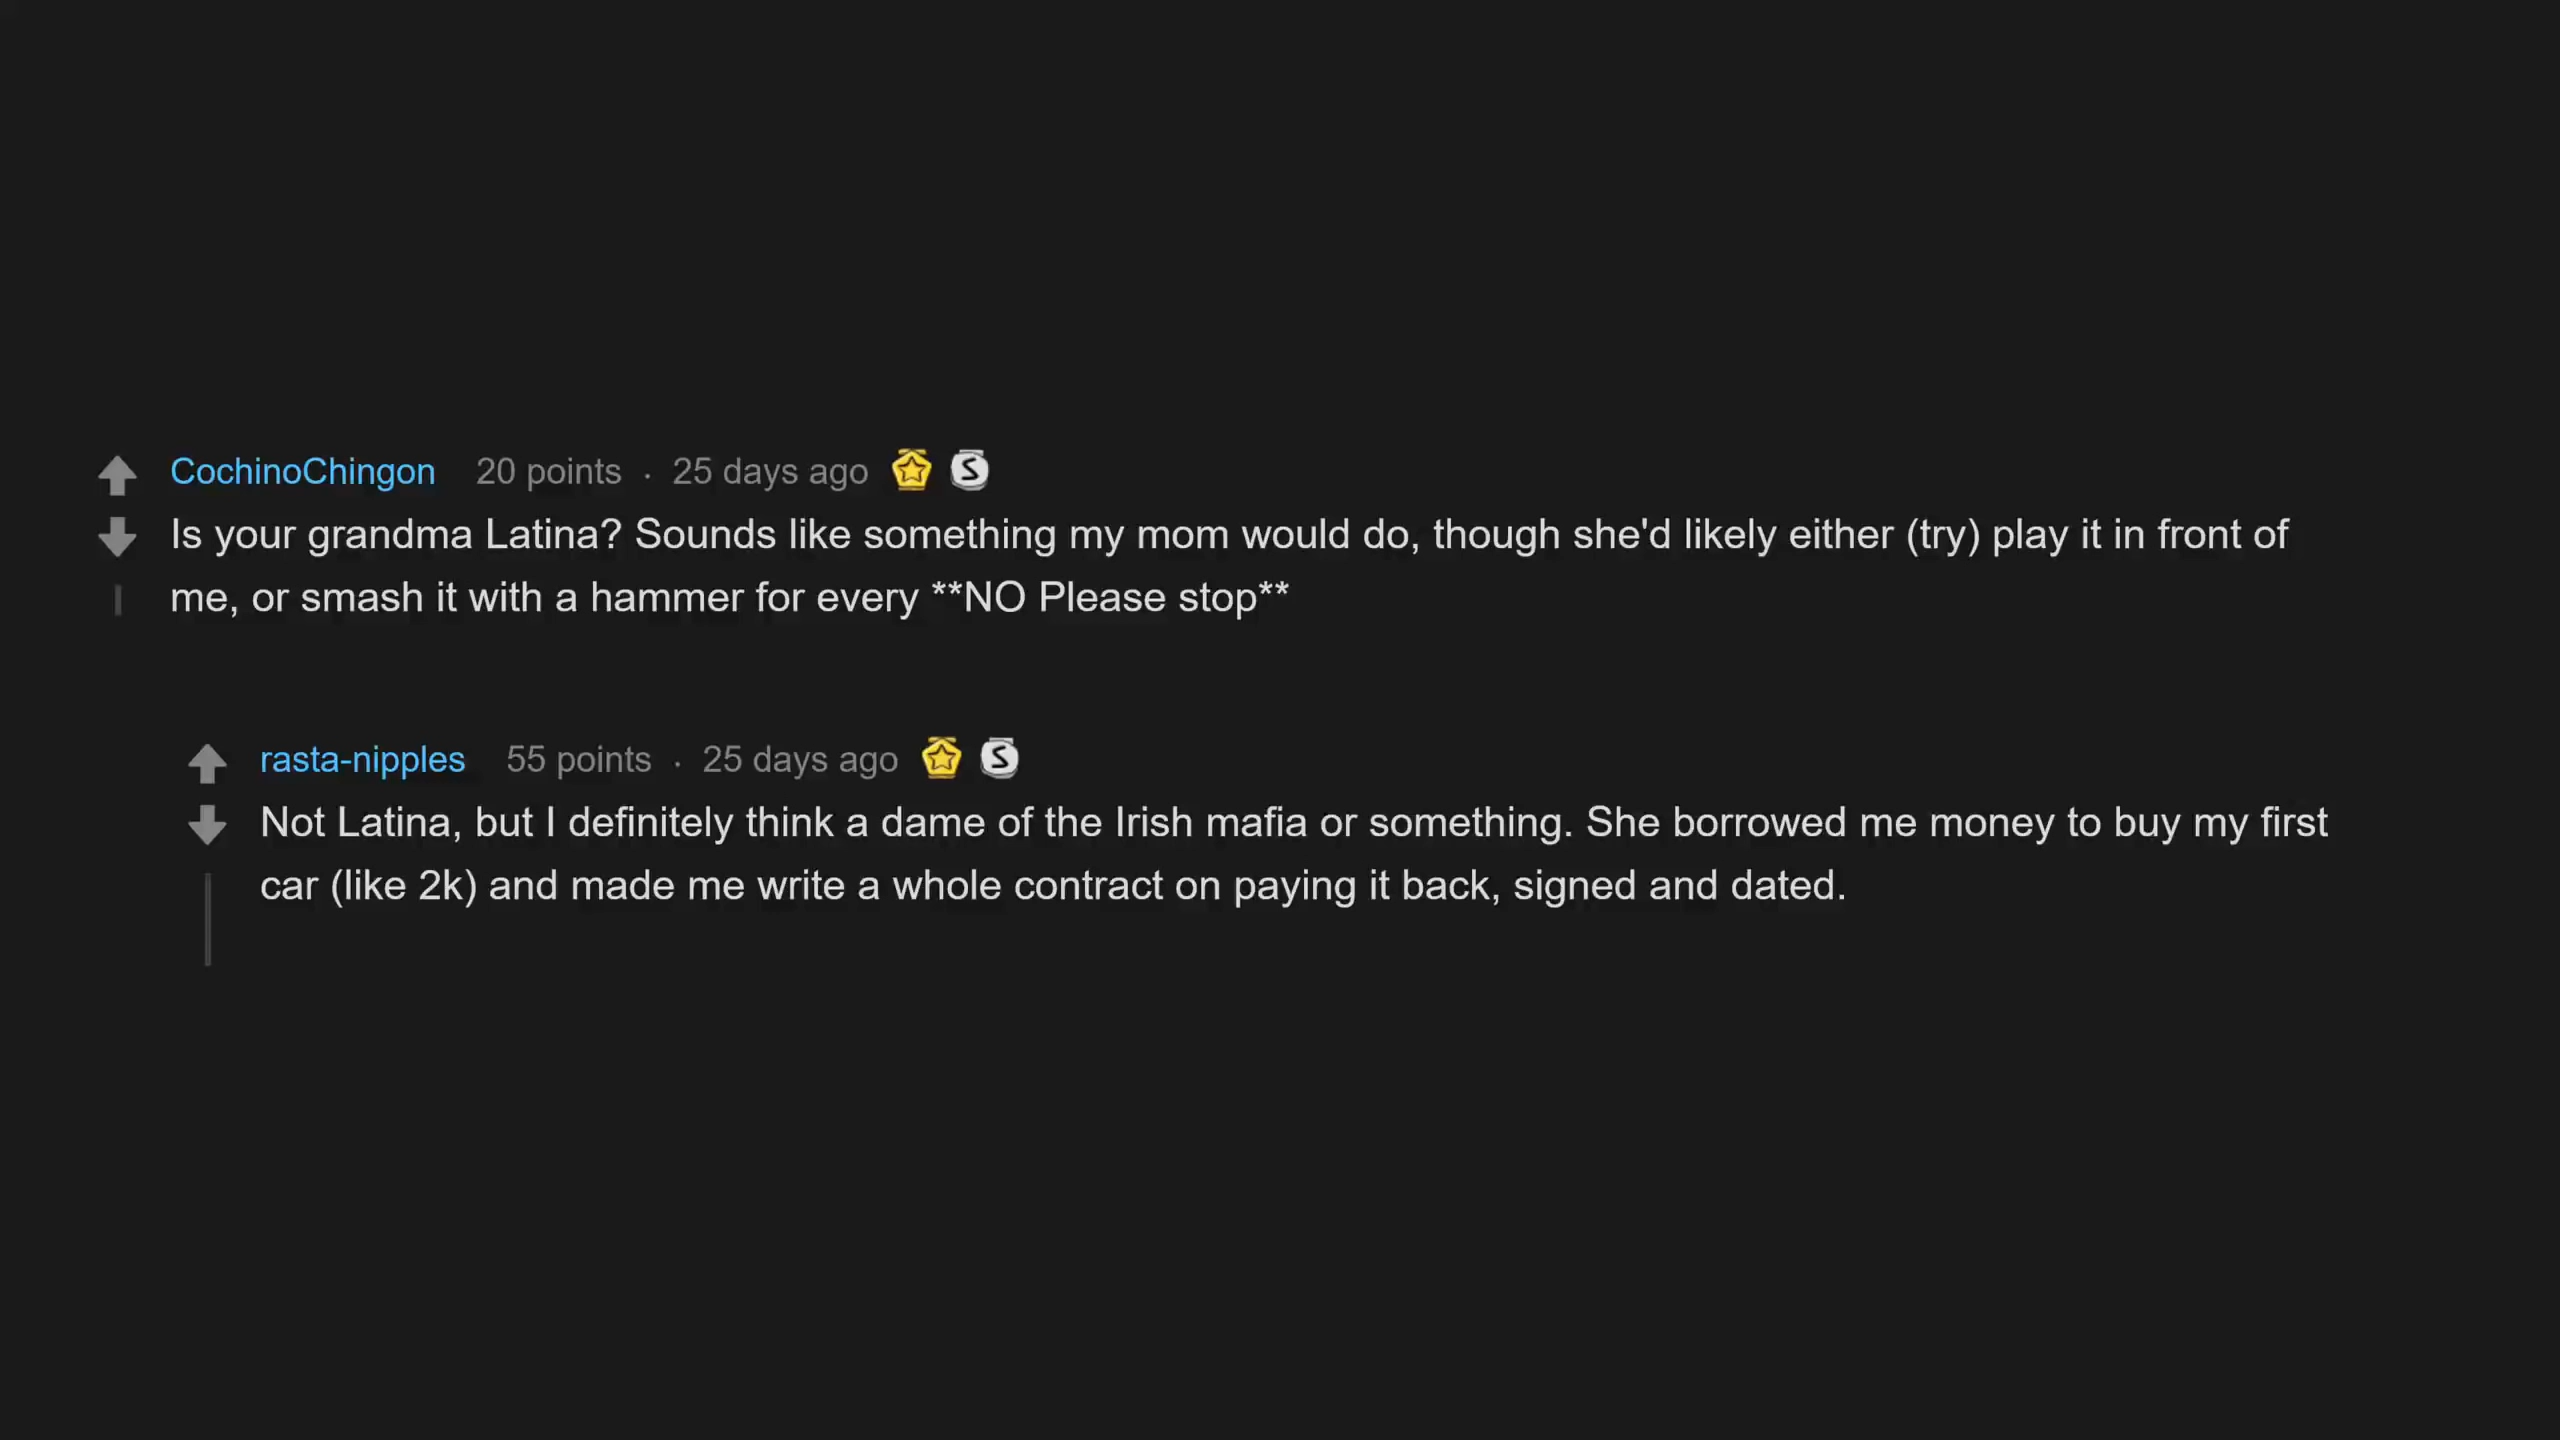 CochinoChingon 20 points · 25 days ago
Is your grandma Latina? Sounds like something my mom would do, though she'd likely either (try) play it in front of
me, or smash it with a hammer for every **NO Please stop**
rasta-nipples 55 points · 25 days ago
Not Latina, but I definitely think a dame of the Irish mafia or something. She borrowed me money to buy my first
car (like 2k) and made me write a whole contract on paying it back, signed and dated.